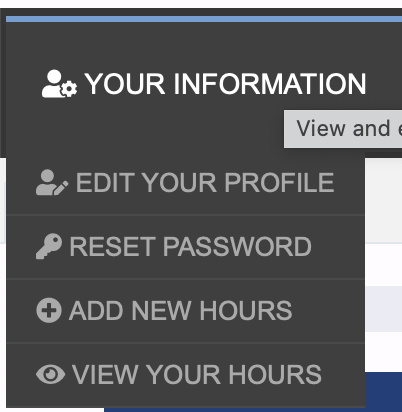 YOUR INFORMATION
View and e
EDIT YOUR PROFILE
RESET PASSWORD
ADD NEW HOURS
VIEW YOUR HOURS